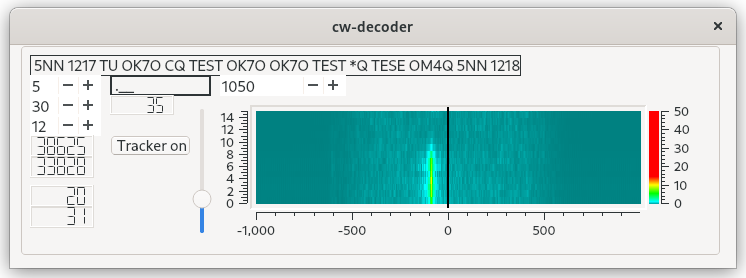 cw-decoder
5NN 1217 TU OK7O CQ TEST OK7O OK7O TEST *Q TESE OM4Q 5NN 1218
5 − + .__ 1050 − +
30 − + 35
12 − +
Tracker on
38625
33020
20
31
14
12
10
8
6
4
2
0
-1,000 -500 0 500
50
40
30
20
10
0